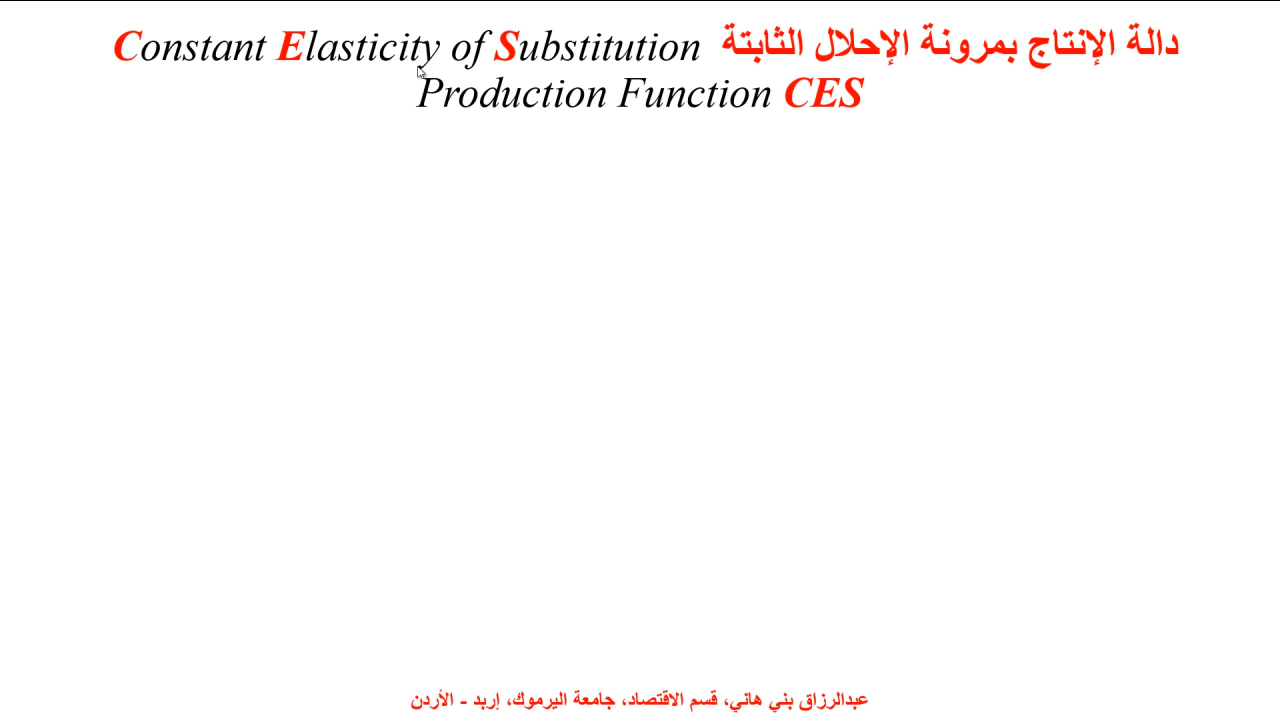 دالة الإنتاج بمرونة الإحلال الثابتة Constant Elasticity of Substitution
Production Function CES
عبدالرزاق بني هاني، قسم الاقتصاد، جامعة اليرموك، إربد - الأردن